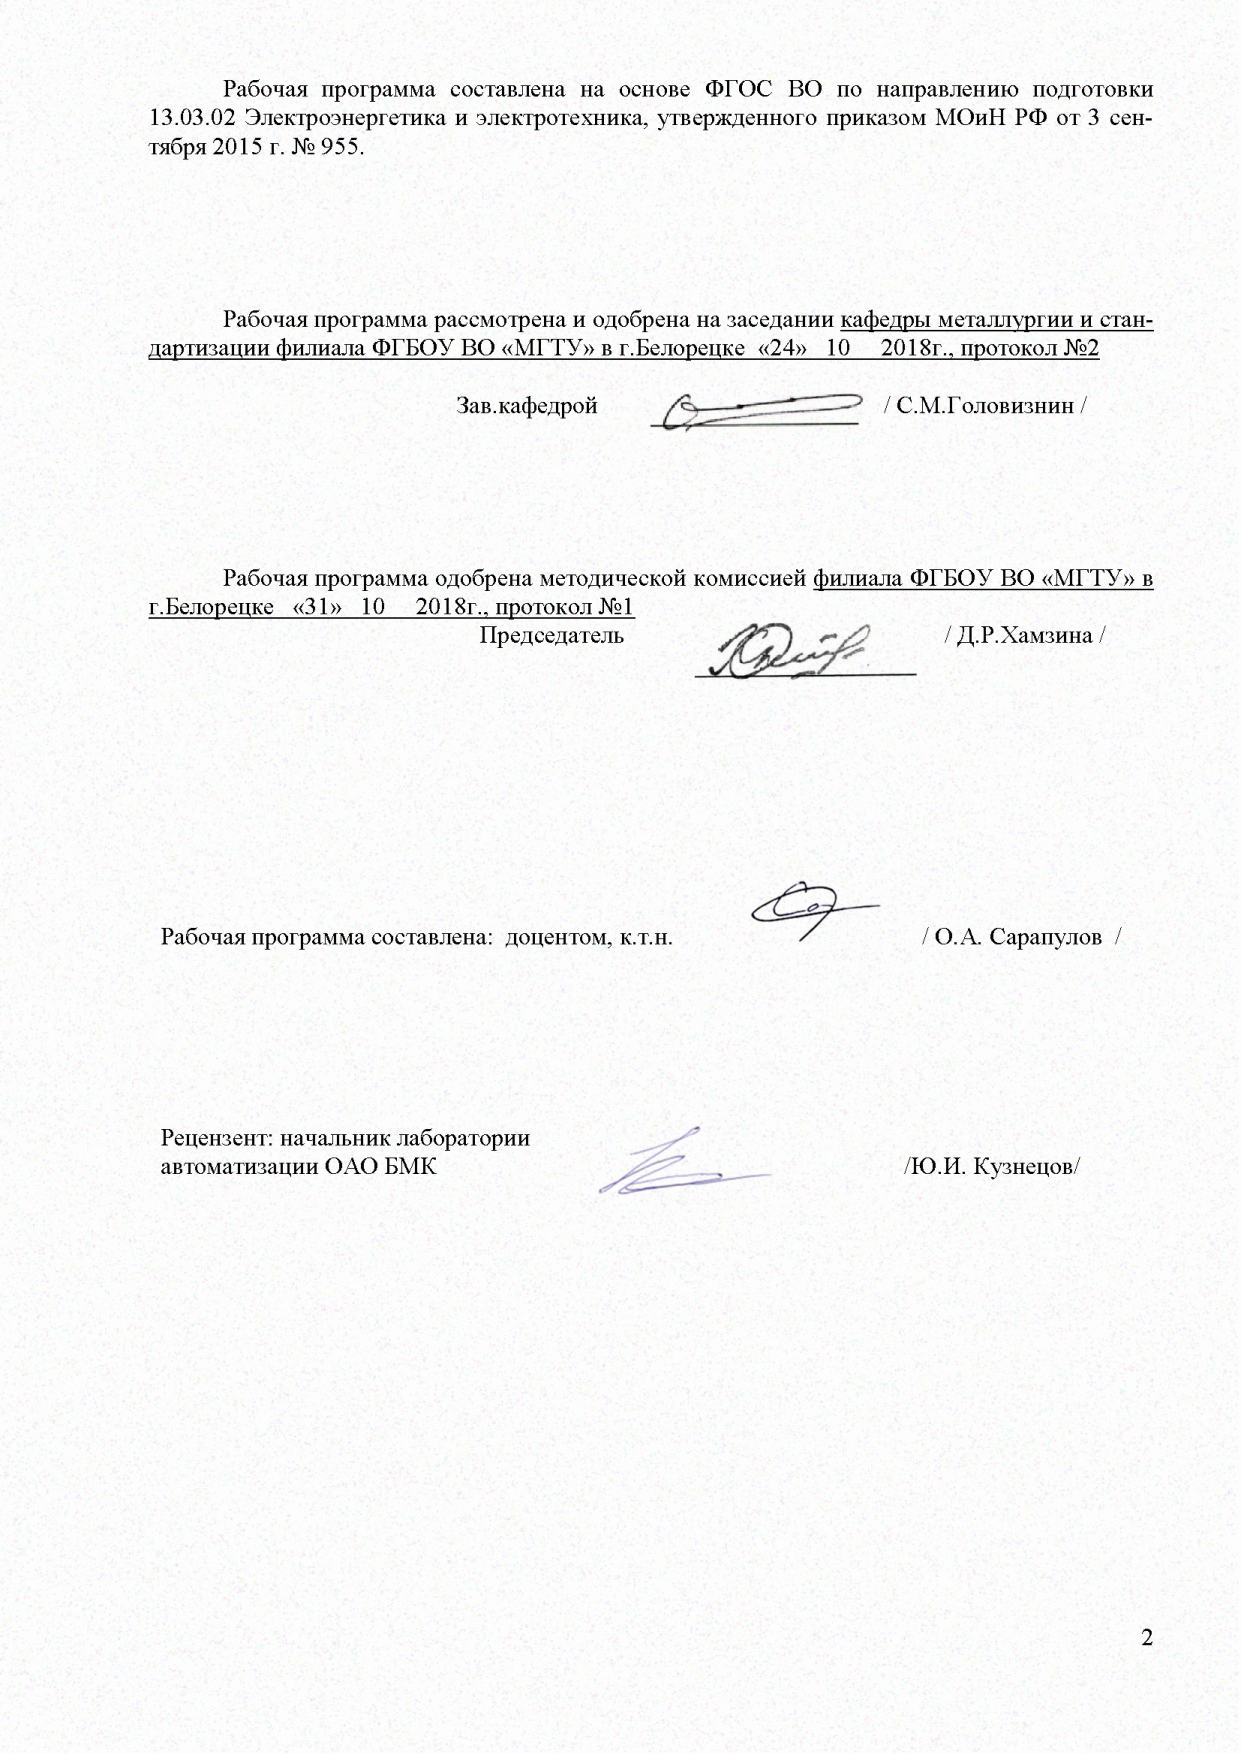 Рабочая программа составлена на основе ФГОС ВО по направлению подготовки
13.03.02 Электроэнергетика и электротехника, утвержденного приказом МОиН РФ от 3 сен-
тября 2015 г. № 955.
Рабочая программа рассмотрена и одобрена на заседании кафедры металлургии и стан-
дартизации филиала ФГБОУ ВО «МГТУ» в г.Белорецке «24» 10 2018г., протокол №2
Зав.кафедрой / С.М.Головизнин /
Рабочая программа одобрена методической комиссией филиала ФГБОУ ВО «МГТУ» в
г.Белорецке «31» 10 2018г., протокол №1
Председатель / Д.Р.Хамзина /
Рабочая программа составлена: доцентом, к.т.н. / О.А. Сарапулов /
Рецензент: начальник лаборатории
автоматизации ОАО БМК /Ю.И. Кузнецов/
2